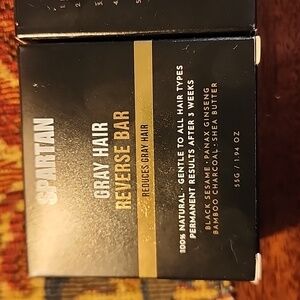 SPARTAN
GRAY HAIR
REVERSE BAR
REDUCES GRAY HAIR
100% NATURAL · GENTLE TO ALL HAIR TYPES
PERMANENT RESULTS AFTER 3 WEEKS
BLACK SESAME · PANAX GINSENG
BAMBOO CHARCOAL · SHEA BUTTER
55G / 1.94 OZ